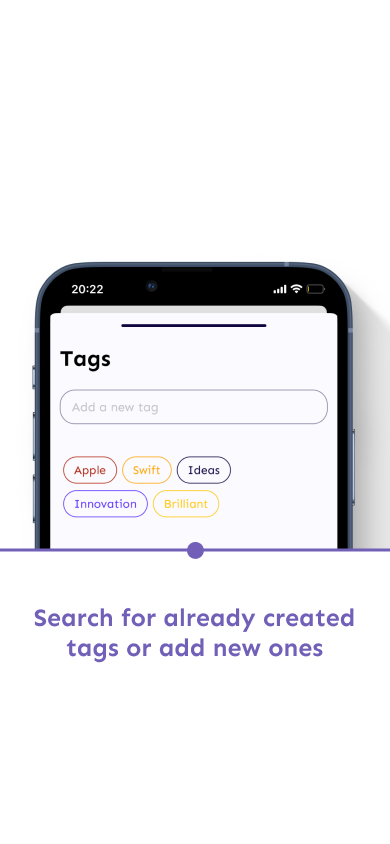 20:22
Tags
Add a new tag
Apple Swift Ideas
Innovation Brilliant
Search for already created
tags or add new ones